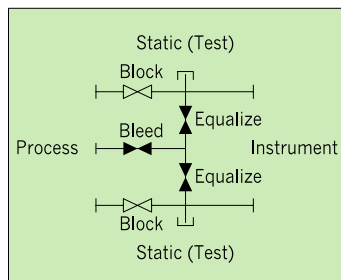 Static (Test)
Block
Equalize
Bleed
Process
Instrument
Equalize
Block
Static (Test)